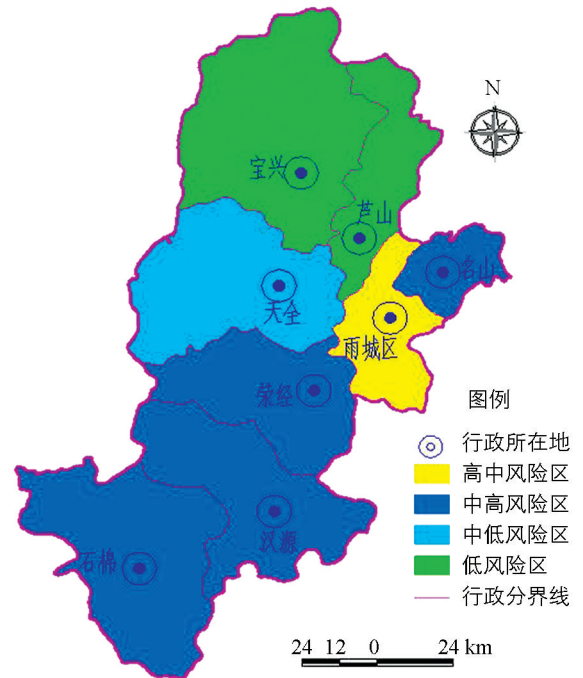 N
宝兴
芦山
名山
天全
雨城区
荥经
图例
行政所在地
高中风险区
中高风险区
汉源
中低风险区
石棉
低风险区
行政分界线
24 12 0 24 km